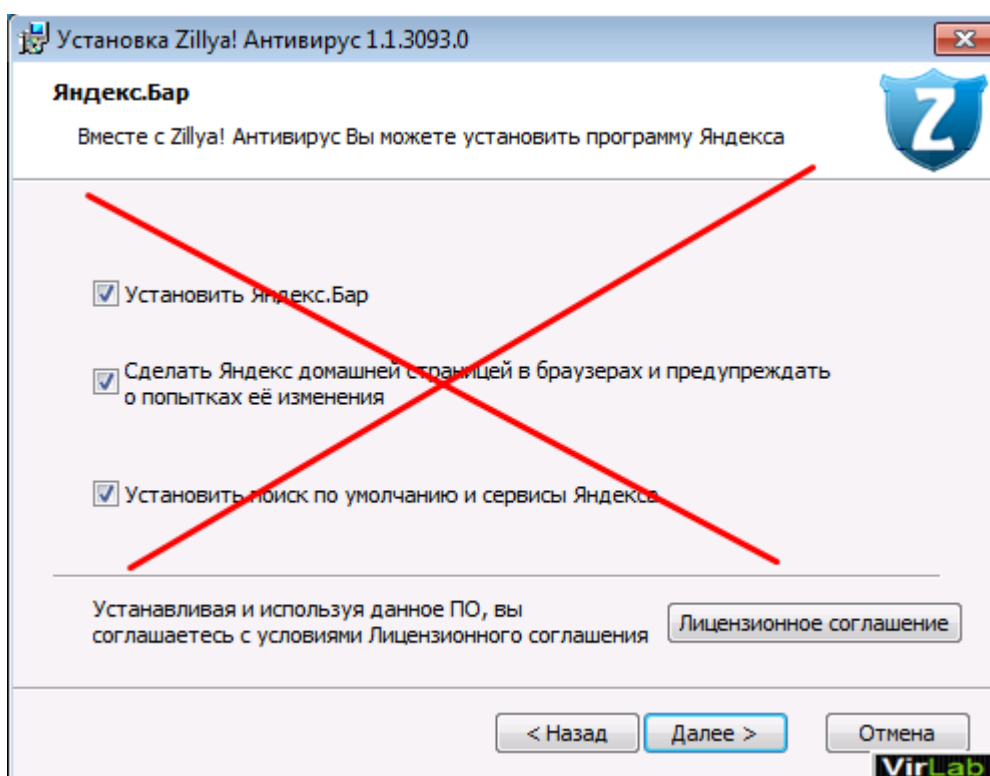 Установка Zillya! Антивирус 1.1.3093.0
Яндекс.Бар
Вместе с Zillya! Антивирус Вы можете установить программу Яндекса
Z
Установить Яндекс.Бар
Сделать Яндекс домашней страницей в браузерах и предупреждать
о попытках её изменения
Установить поиск по умолчанию и сервисы Яндекса
Устанавливая и используя данное ПО, вы
соглашаетесь с условиями Лицензионного соглашения
Лицензионное соглашение
< Назад
Далее >
Отмена
VirLab